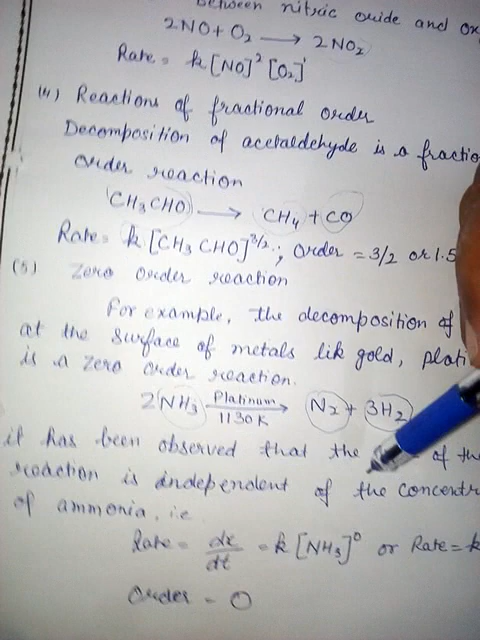 between nitric oxide and ox
2NO + O₂ ⟶ 2NO₂
Rate = k [NO]² [O₂]¹
(4) Reactions of fractional order
Decomposition of acetaldehyde is a fractio
order reaction
CH₃CHO ⟶ CH₄ + CO
Rate = k [CH₃CHO]^3/2 ; Order = 3/2 or 1.5
(5) Zero order reaction
For example, the decomposition of
at the surface of metals lik gold, plati
is a zero order reaction.
2NH₃ Platinum ⟶ 1130K N₂ + 3H₂
it has been observed that the of the
reaction is independent of the concentr
of ammonia, i.e
Rate = dx/dt = k [NH₃]⁰ or Rate = k
Order = 0